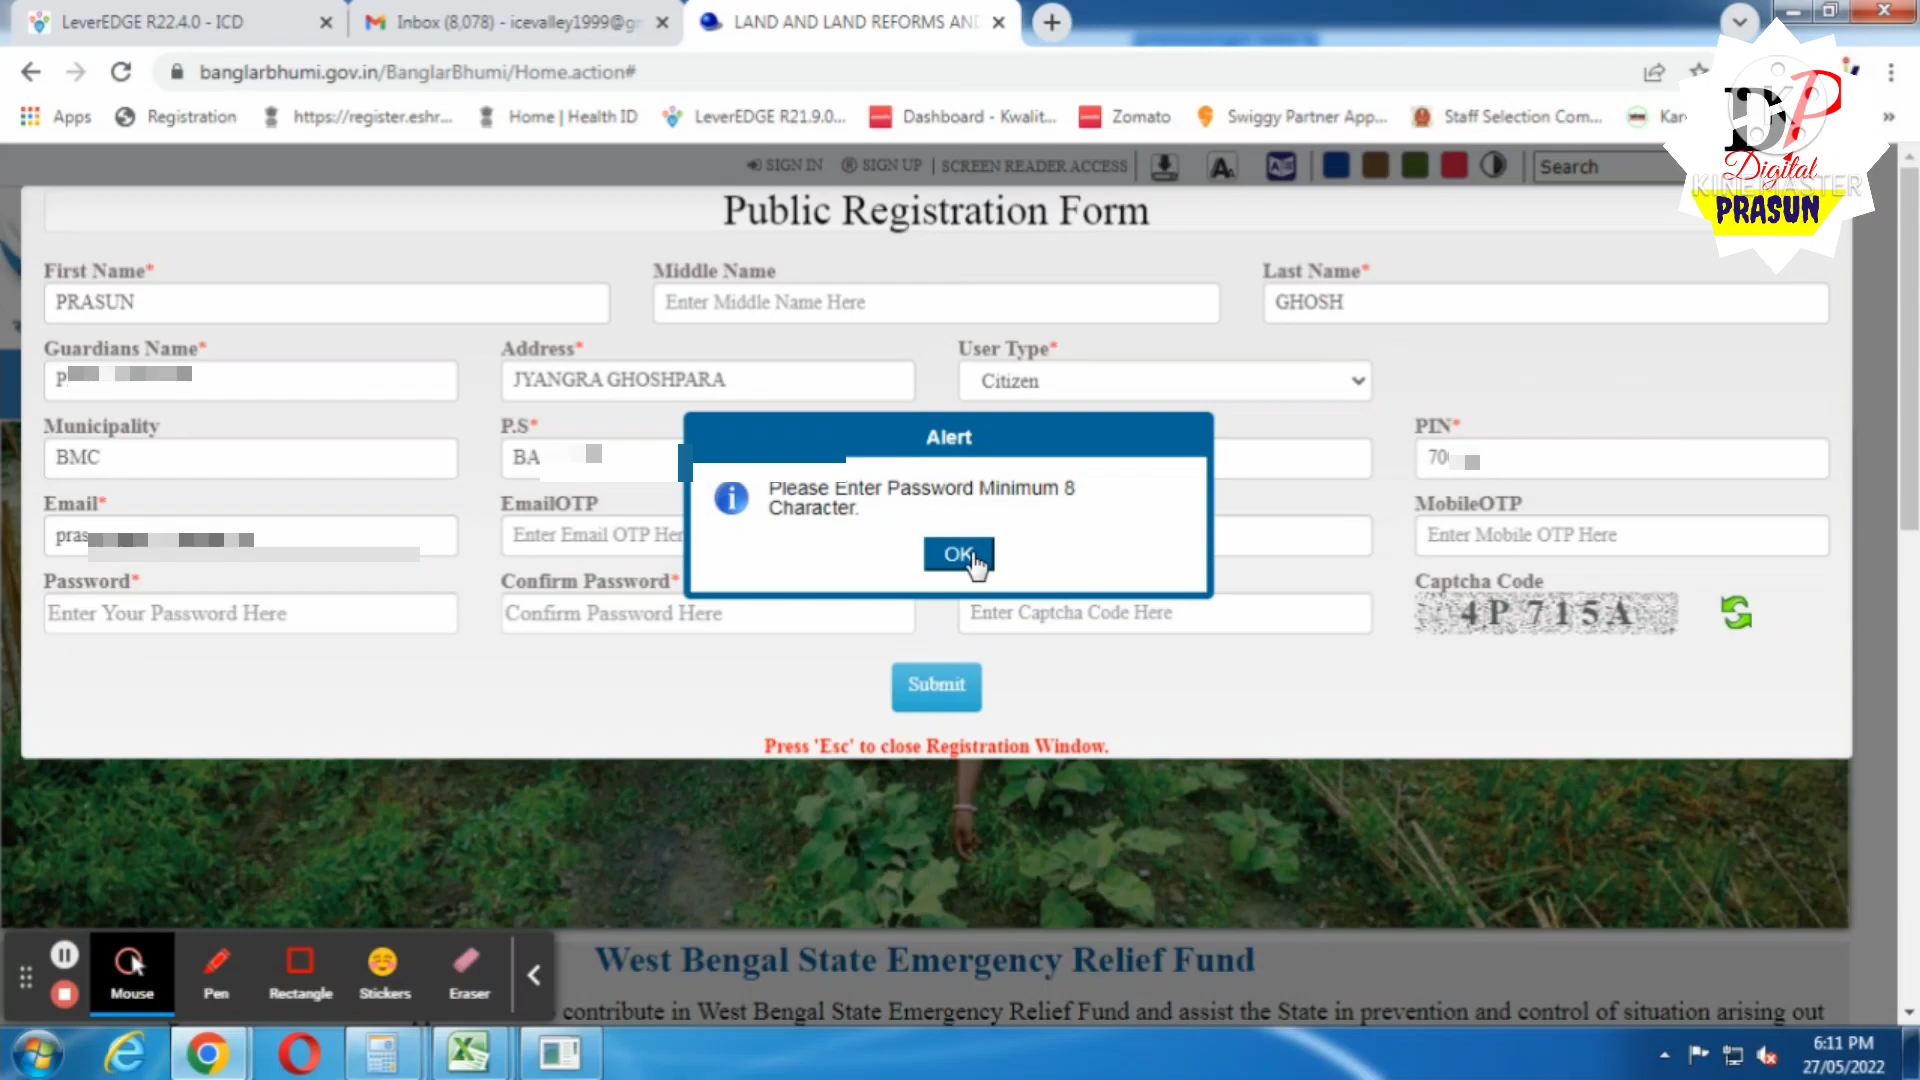 LeverEDGE R22.4.0 - ICD
Inbox (8,078) - icevalley1999@g
LAND AND LAND REFORMS AN
banglarbhumi.gov.in/BanglarBhumi/Home.action#
Apps
Registration
https://register.eshr...
Home | Health ID
LeverEDGE R21.9.0...
Dashboard - Kwalit...
Zomato
Swiggy Partner App...
Staff Selection Com...
Kar
DKP
Digital
KINEMASTER
PRASUN
SIGN IN
SIGN UP | SCREEN READER ACCESS
Search
Public Registration Form
First Name*
Middle Name
Last Name*
PRASUN
Enter Middle Name Here
GHOSH
Guardians Name*
Address*
User Type*
P
JYANGRA GHOSHPARA
Citizen
Municipality
P.S*
PIN*
BMC
BA
70
Alert
Please Enter Password Minimum 8
Character.
OK
Email*
EmailOTP
MobileOTP
pras
Enter Email OTP Her
Enter Mobile OTP Here
Password*
Confirm Password*
Captcha Code
Enter Your Password Here
Confirm Password Here
Enter Captcha Code Here
4P715A
Submit
Press 'Esc' to close Registration Window.
West Bengal State Emergency Relief Fund
contribute in West Bengal State Emergency Relief Fund and assist the State in prevention and control of situation arising out
Mouse
Pen
Rectangle
Stickers
Eraser
6:11 PM
27/05/2022